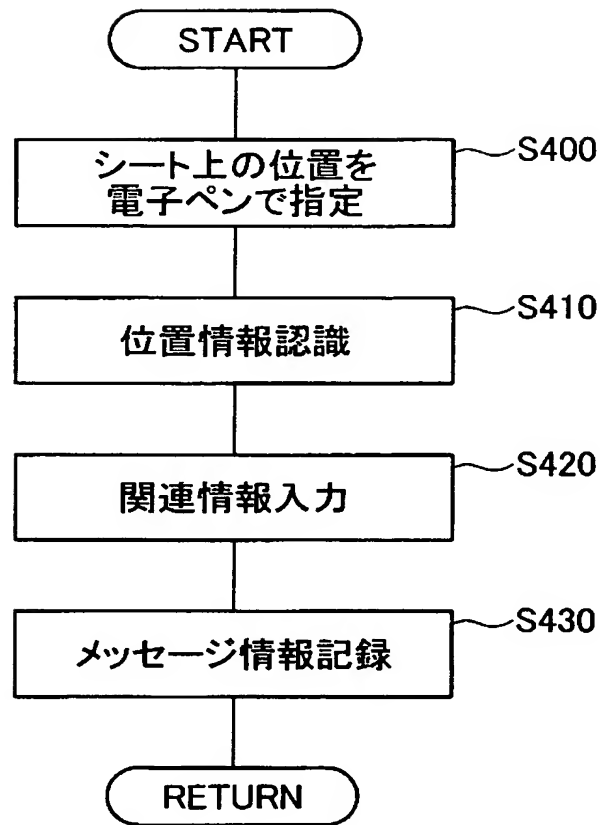 START
シート上の位置を
電子ペンで指定
S400
位置情報認識
S410
関連情報入力
S420
メッセージ情報記録
S430
RETURN